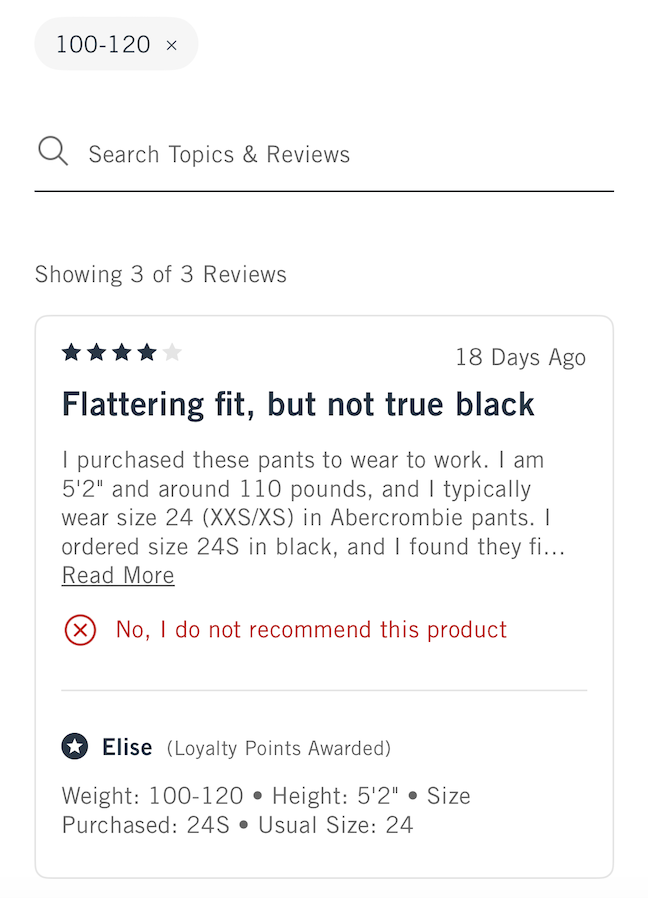 100-120 ×
Search Topics & Reviews
Showing 3 of 3 Reviews
18 Days Ago
Flattering fit, but not true black
I purchased these pants to wear to work. I am
5'2" and around 110 pounds, and I typically
wear size 24 (XXS/XS) in Abercrombie pants. I
ordered size 24S in black, and I found they fi...
Read More
No, I do not recommend this product
Elise (Loyalty Points Awarded)
Weight: 100-120 • Height: 5'2" • Size
Purchased: 24S • Usual Size: 24